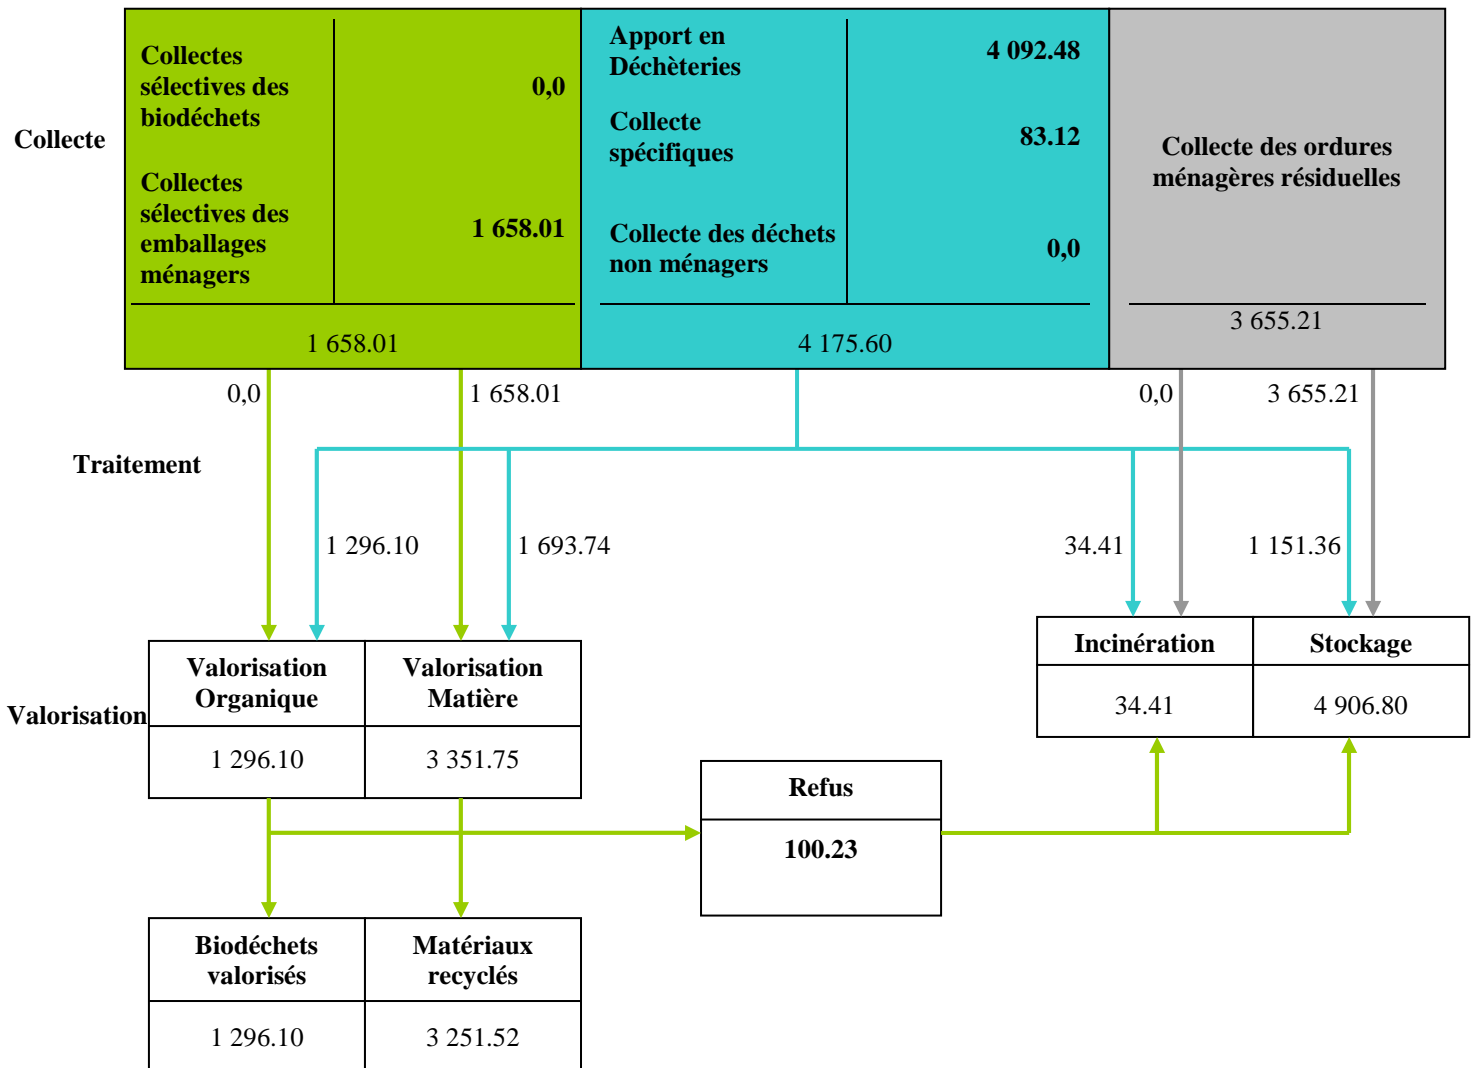 Collecte
Collectes
sélectives des
biodéchets
0,0
Collectes
sélectives des
emballages
ménagers
1 658.01
1 658.01
Apport en
Déchèteries
4 092.48
Collecte
spécifiques
83.12
Collecte des déchets
non ménagers
0,0
4 175.60
Collecte des ordures
ménagères résiduelles
3 655.21
0,0
1 658.01
0,0
3 655.21
Traitement
1 296.10
1 693.74
34.41
1 151.36
Valorisation
Valorisation
Organique
Valorisation
Matière
1 296.10
3 351.75
Incinération
Stockage
34.41
4 906.80
Refus
100.23
Biodéchets
valorisés
Matériaux
recyclés
1 296.10
3 251.52